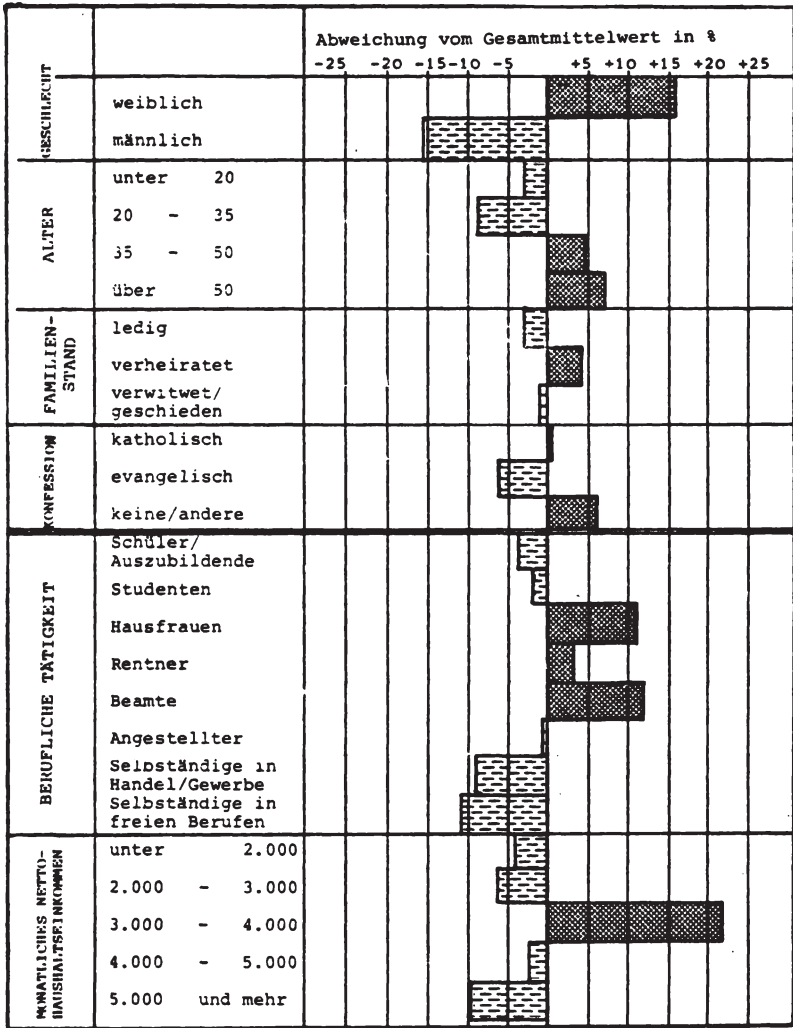 Abweichung vom Gesamtmittelwert in %
-25 -20 -15 -10 -5 +5 +10 +15 +20 +25
GESCHLECHT
weiblich
männlich
ALTER
unter 20
20 - 35
35 - 50
über 50
FAMILIEN-
STAND
ledig
verheiratet
verwitwet/
geschieden
KONFESSION
katholisch
evangelisch
keine/andere
BERUFLICHE TÄTIGKEIT
Schüler/
Auszubildende
Studenten
Hausfrauen
Rentner
Beamte
Angestellter
Selbständige in
Handel/Gewerbe
Selbständige in
freien Berufen
MONATLICHES NETTO-
HAUSHALTSEINKOMMEN
unter 2.000
2.000 - 3.000
3.000 - 4.000
4.000 - 5.000
5.000 und mehr